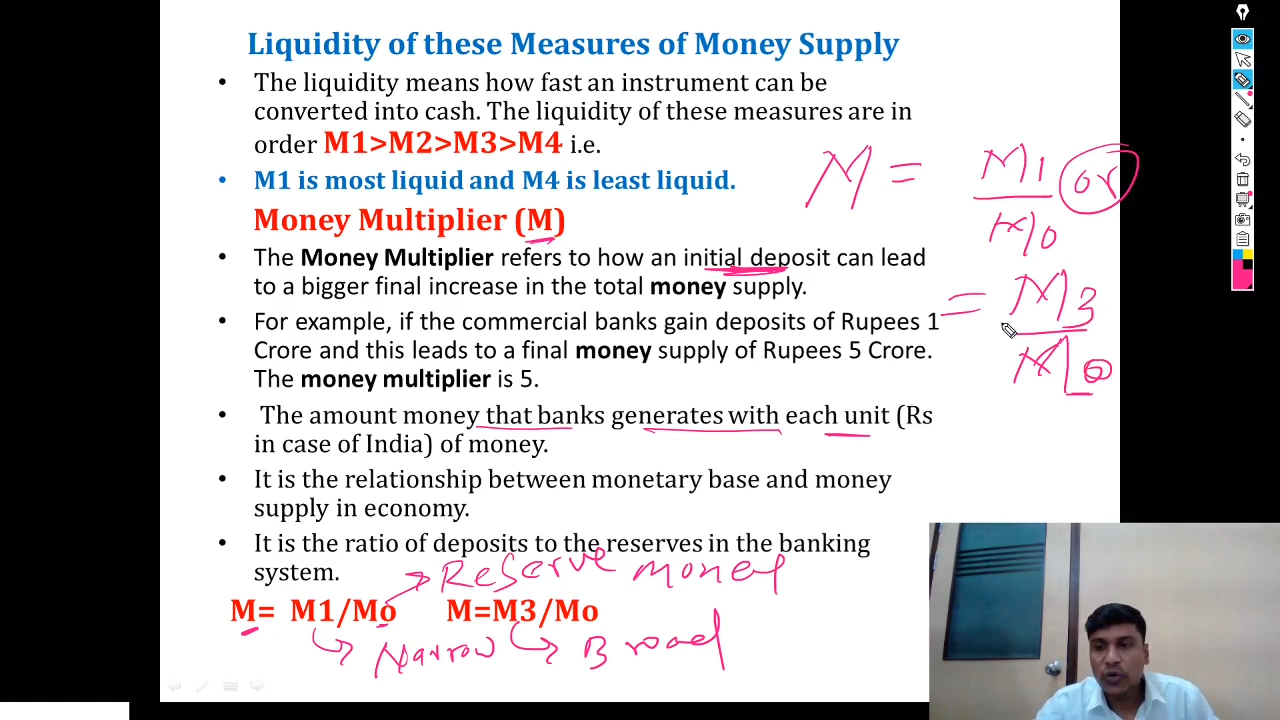 Liquidity of these Measures of Money Supply
• The liquidity means how fast an instrument can be
converted into cash. The liquidity of these measures are in
order M1>M2>M3>M4 i.e.
• M1 is most liquid and M4 is least liquid.
M = M1/M0 or
Money Multiplier (M)
• The Money Multiplier refers to how an initial deposit can lead
to a bigger final increase in the total money supply.
= M3/M0
• For example, if the commercial banks gain deposits of Rupees 1
Crore and this leads to a final money supply of Rupees 5 Crore.
The money multiplier is 5.
• The amount money that banks generates with each unit (Rs
in case of India) of money.
• It is the relationship between monetary base and money
supply in economy.
• It is the ratio of deposits to the reserves in the banking
system.
Reserve money
M= M1/Mo M=M3/Mo
Narrow Broad